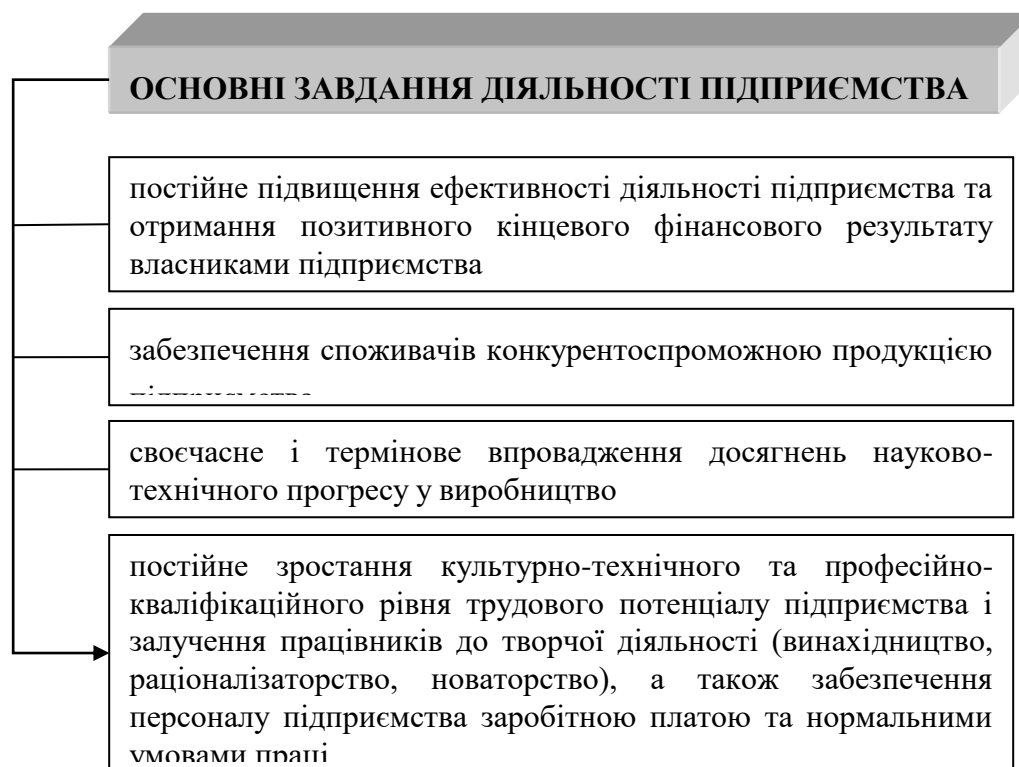 ОСНОВНІ ЗАВДАННЯ ДІЯЛЬНОСТІ ПІДПРИЄМСТВА
постійне підвищення ефективності діяльності підприємства та
отримання позитивного кінцевого фінансового результату
власниками підприємства
забезпечення споживачів конкурентоспроможною продукцією
своєчасне і термінове впровадження досягнень науково-
технічного прогресу у виробництво
постійне зростання культурно-технічного та професійно-
кваліфікаційного рівня трудового потенціалу підприємства і
залучення працівників до творчої діяльності (винахідництво,
раціоналізаторство, новаторство), а також забезпечення
персоналу підприємства заробітною платою та нормальними
умовами праці